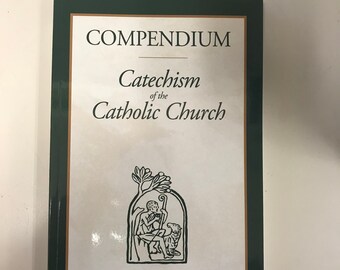 COMPENDIUM
Catechism
of the
Catholic Church